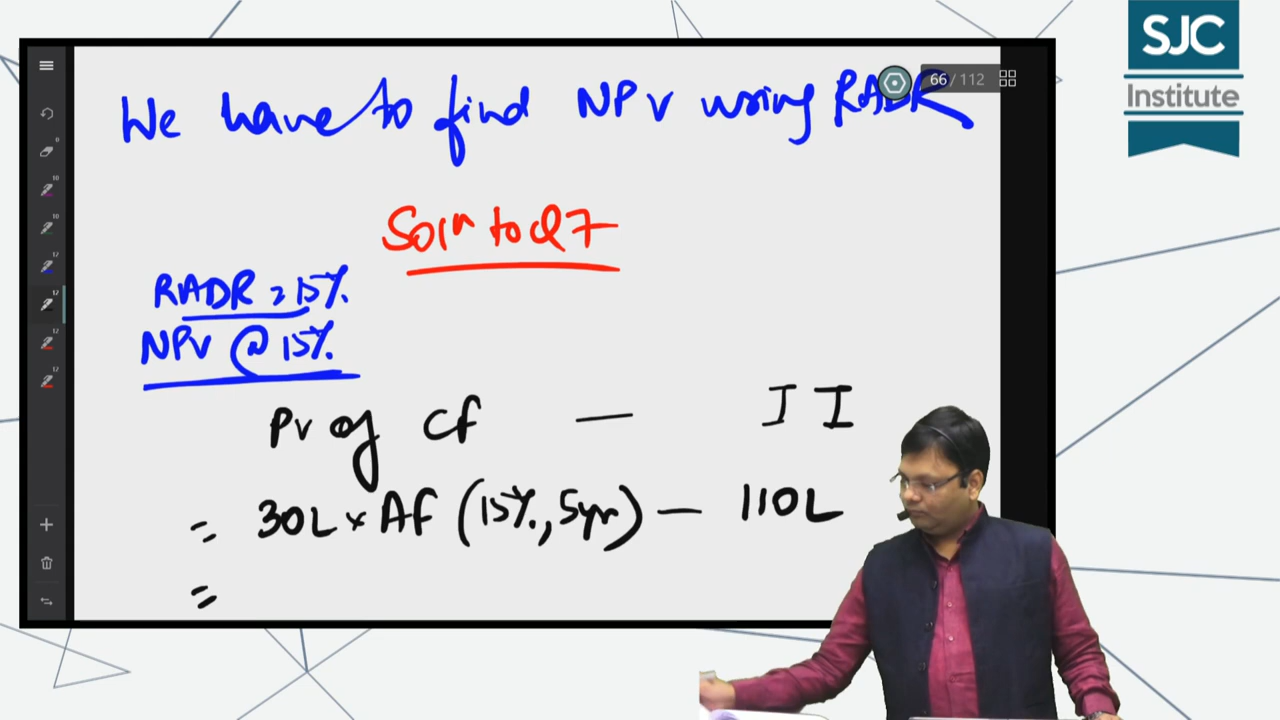 SJC
Institute
66 / 112
We have to find NPV using RADR
Soln to Q7
RADR = 15%.
NPV @ 15%.
PV of Cf — I I
= 30L × Af (15%., 5yr) — 110L
=